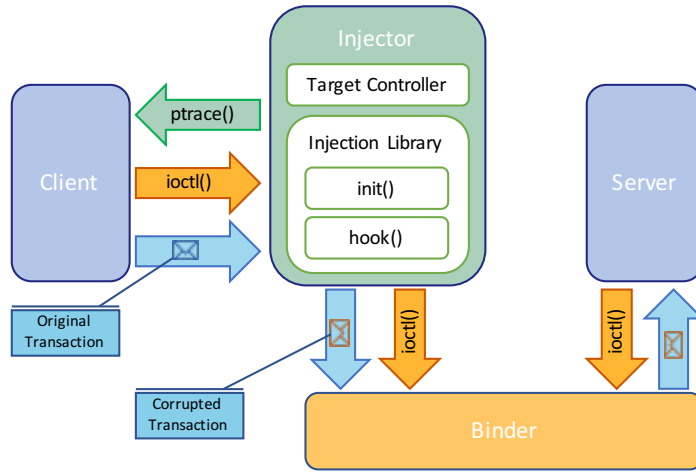 Injector
Target Controller
ptrace()
Injection Library
Client
ioctl()
init()
Server
hook()
Original
Transaction
ioctl()
ioctl()
Corrupted
Transaction
Binder